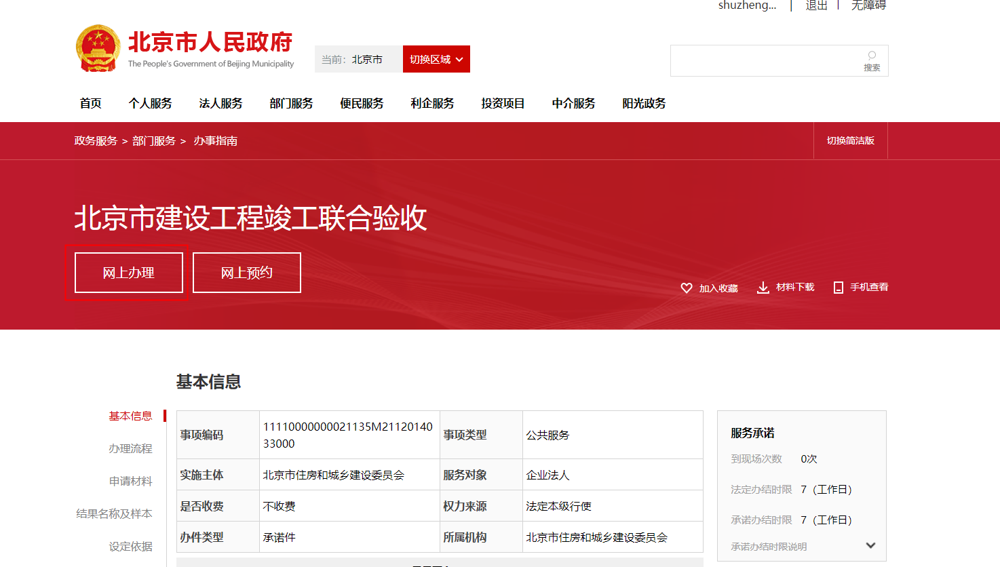 shuzheng... | 退出 | 无障碍
北京市人民政府
The People's Government of Beijing Municipality
当前：北京市 切换区域
搜索
首页 个人服务 法人服务 部门服务 便民服务 利企服务 投资项目 中介服务 阳光政务
政务服务 > 部门服务 > 办事指南
切换简洁版
北京市建设工程竣工联合验收
网上办理 网上预约
加入收藏 材料下载 手机查看
基本信息
基本信息
办理流程
申请材料
结果名称及样本
设定依据
事项编码 11110000000021135M2112014033000 事项类型 公共服务
实施主体 北京市住房和城乡建设委员会 服务对象 企业法人
是否收费 不收费 权力来源 法定本级行使
办件类型 承诺件 所属机构 北京市住房和城乡建设委员会
服务承诺
到现场次数 0次
法定办结时限 7（工作日）
承诺办结时限 7（工作日）
承诺办结时限说明